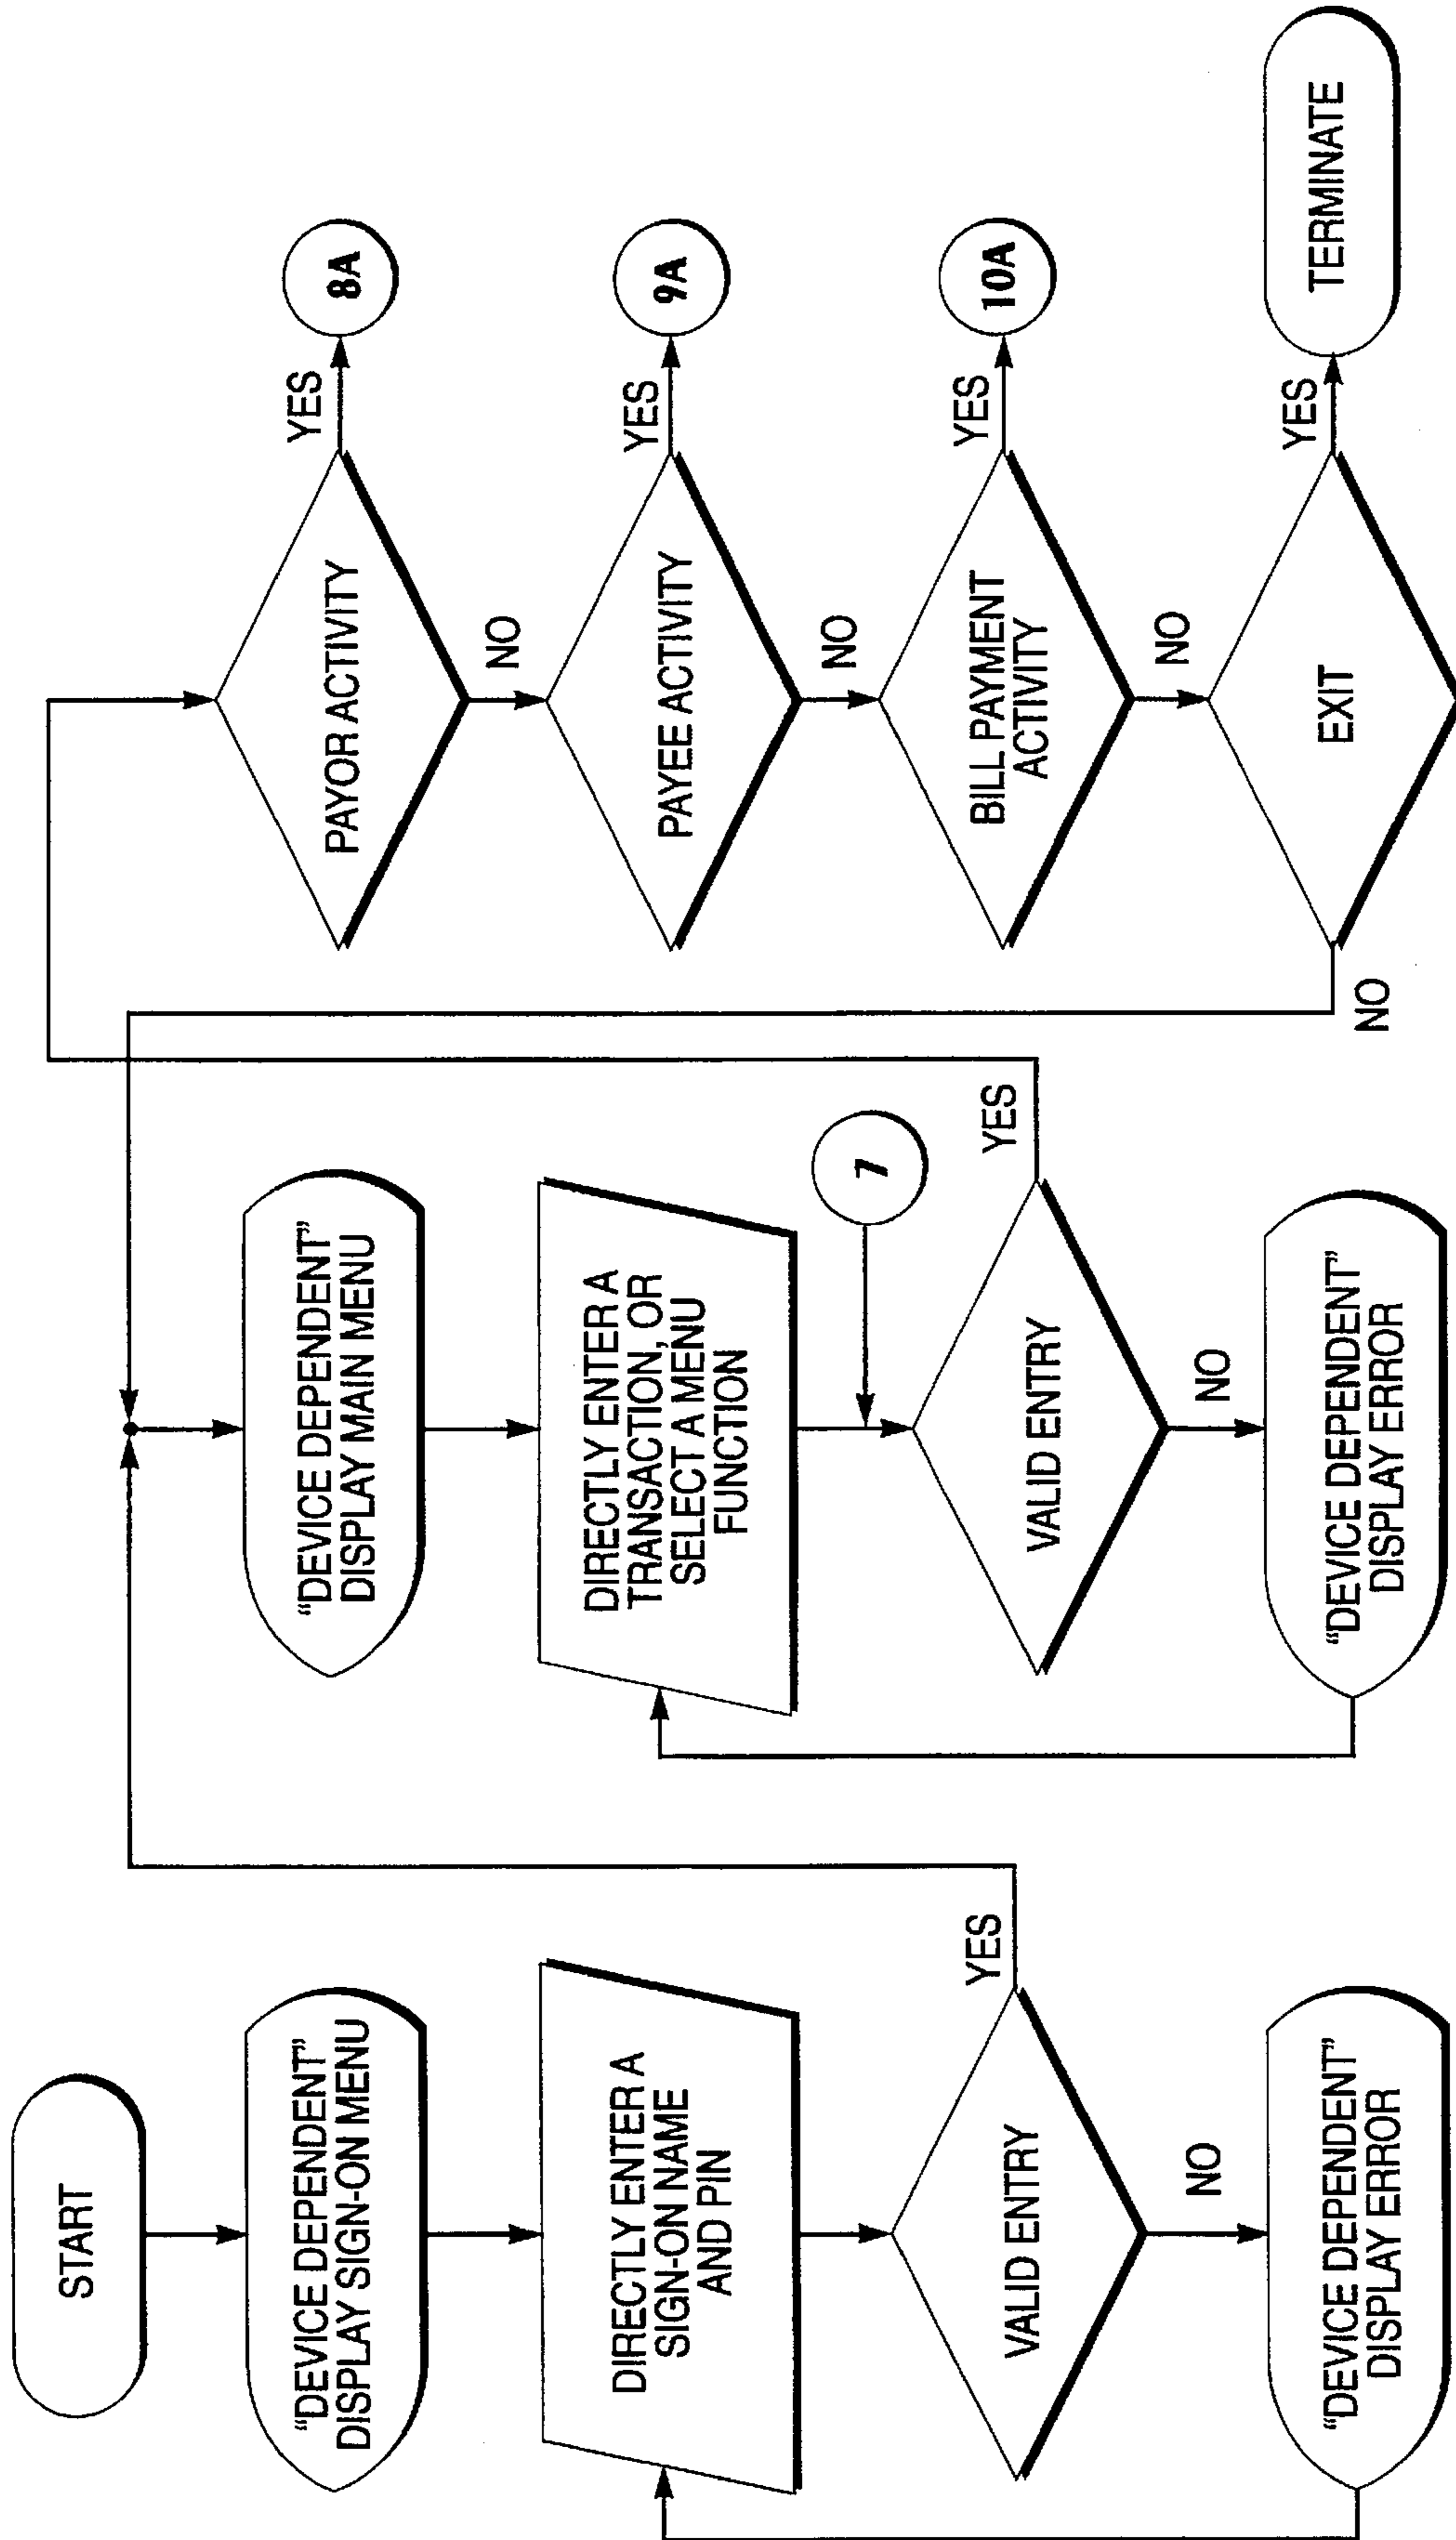 START
“DEVICE DEPENDENT”
DISPLAY SIGN-ON MENU
DIRECTLY ENTER A
SIGN-ON NAME
AND PIN
VALID ENTRY
YES
NO
“DEVICE DEPENDENT”
DISPLAY ERROR
“DEVICE DEPENDENT”
DISPLAY MAIN MENU
DIRECTLY ENTER A
TRANSACTION, OR
SELECT A MENU
FUNCTION
7
VALID ENTRY
YES
NO
“DEVICE DEPENDENT”
DISPLAY ERROR
PAYOR ACTIVITY
YES
8A
NO
PAYEE ACTIVITY
YES
9A
NO
BILL PAYMENT
ACTIVITY
YES
10A
NO
EXIT
YES
TERMINATE
NO